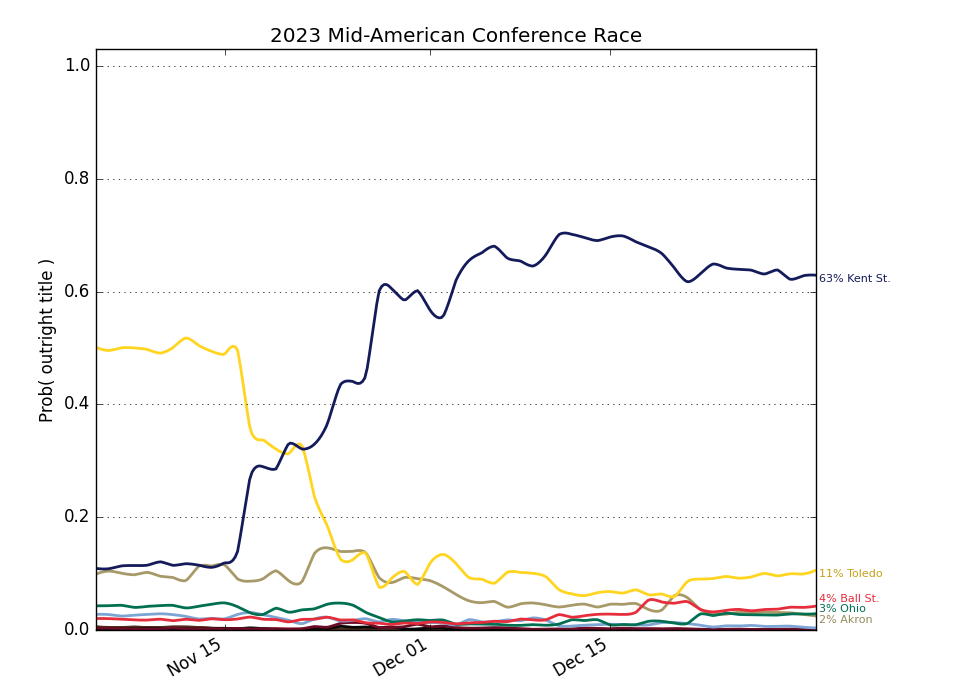 2023 Mid-American Conference Race
Prob( outright title )
1.0
0.8
0.6
0.4
0.2
0.0
63% Kent St.
11% Toledo
4% Ball St.
3% Ohio
2% Akron
Nov 15
Dec 01
Dec 15